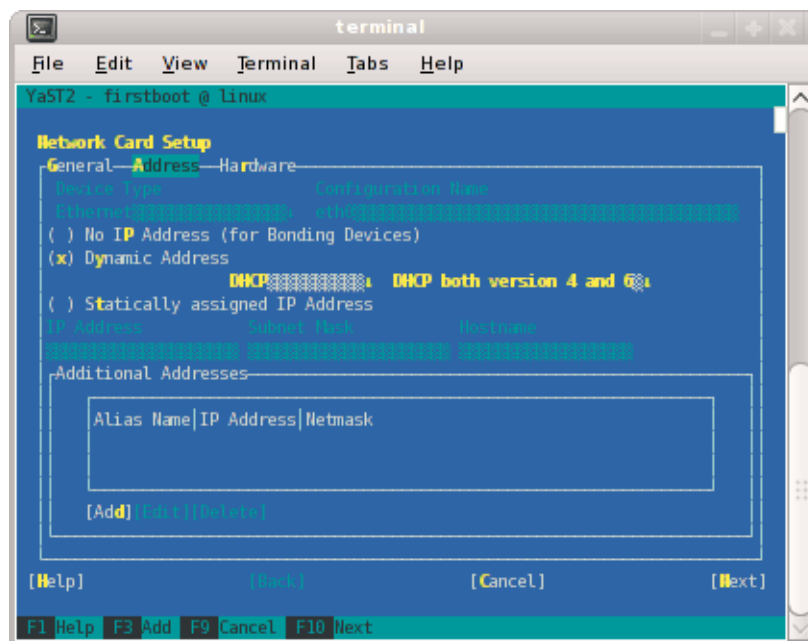 terminal
File Edit View Terminal Tabs Help
YaST2 - firstboot @ linux
Network Card Setup
General Address Hardware
Device Type Configuration Name
Ethernet eth0
( ) No IP Address (for Bonding Devices)
(x) Dynamic Address
DHCP DHCP both version 4 and 6
( ) Statically assigned IP Address
IP Address Subnet Mask Hostname
Additional Addresses
Alias Name|IP Address|Netmask
[Add][Edit][Delete]
[Help] [Back] [Cancel] [Next]
F1 Help F3 Add F9 Cancel F10 Next